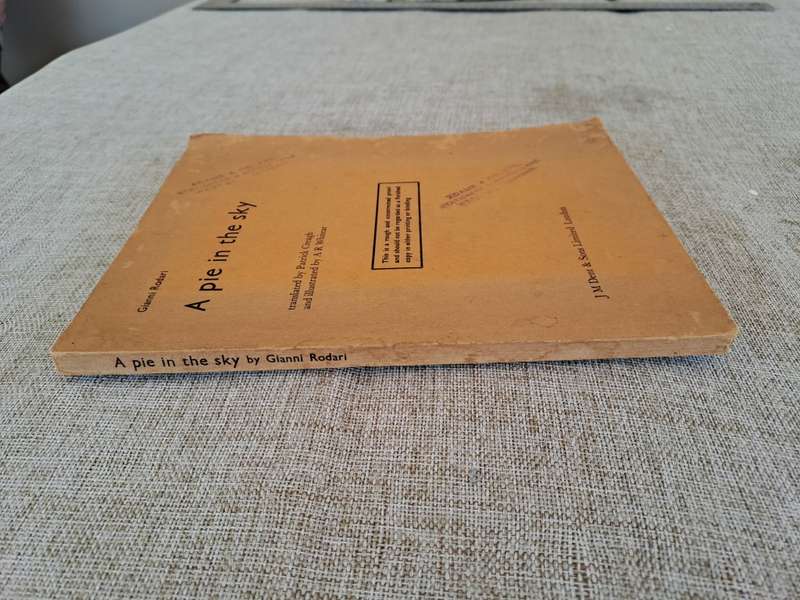 Gianni Rodari
A pie in the sky
translated by Patrick Creagh
and illustrated by A R Whitear
This is a rough and uncorrected proof
and should not be regarded as a finished
copy in either printing or binding
J M Dent & Sons Limited London
A pie in the sky by Gianni Rodari